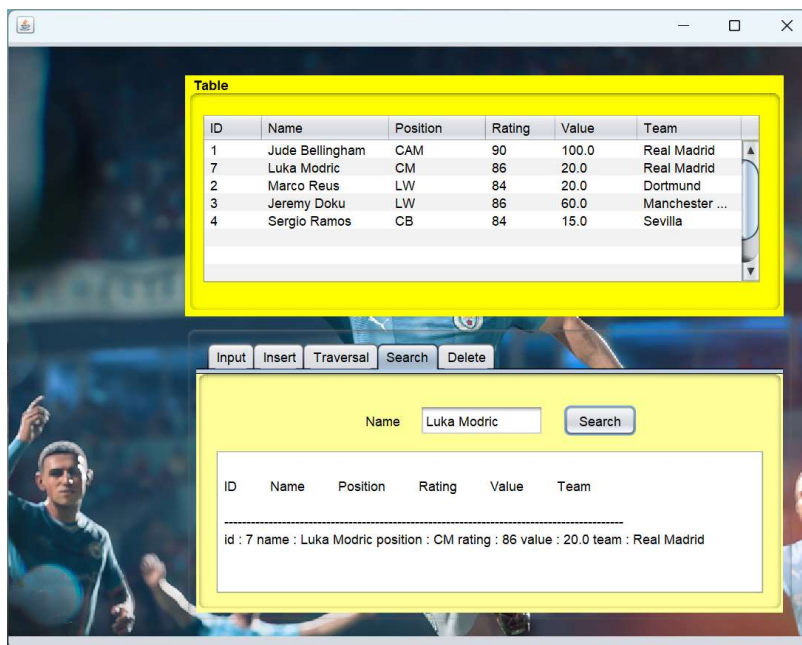 Table
ID Name Position Rating Value Team
1 Jude Bellingham CAM 90 100.0 Real Madrid
7 Luka Modric CM 86 20.0 Real Madrid
2 Marco Reus LW 84 20.0 Dortmund
3 Jeremy Doku LW 86 60.0 Manchester ...
4 Sergio Ramos CB 84 15.0 Sevilla
Input Insert Traversal Search Delete
Name Luka Modric Search
ID Name Position Rating Value Team
--------------------------------------------------------------------------------------------
id : 7 name : Luka Modric position : CM rating : 86 value : 20.0 team : Real Madrid